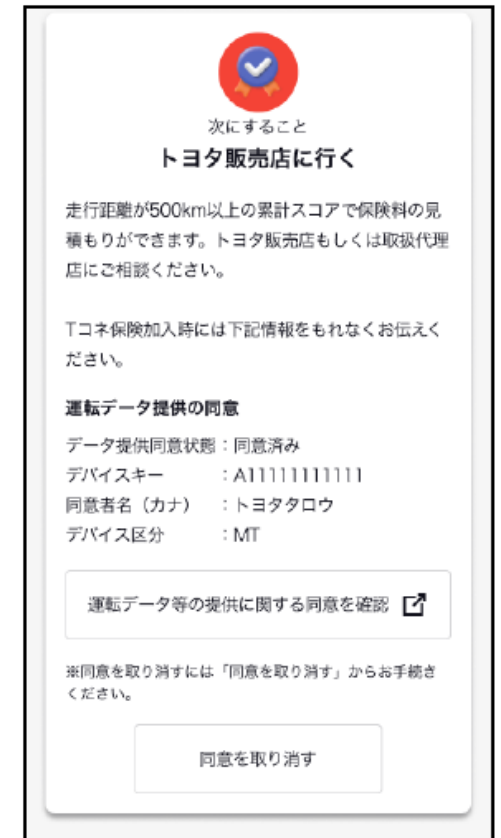 次にすること
トヨタ販売店に行く
走行距離が500km以上の累計スコアで保険料の見
積もりができます。トヨタ販売店もしくは取扱代理
店にご相談ください。
Tコネ保険加入時には下記情報をもれなくお伝えく
ださい。
運転データ提供の同意
データ提供同意状態：同意済み
デバイスキー　　　：A11111111111
同意者名（カナ）　：トヨタタロウ
デバイス区分　　　：MT
運転データ等の提供に関する同意を確認
※同意を取り消すには「同意を取り消す」からお手続き
ください。
同意を取り消す